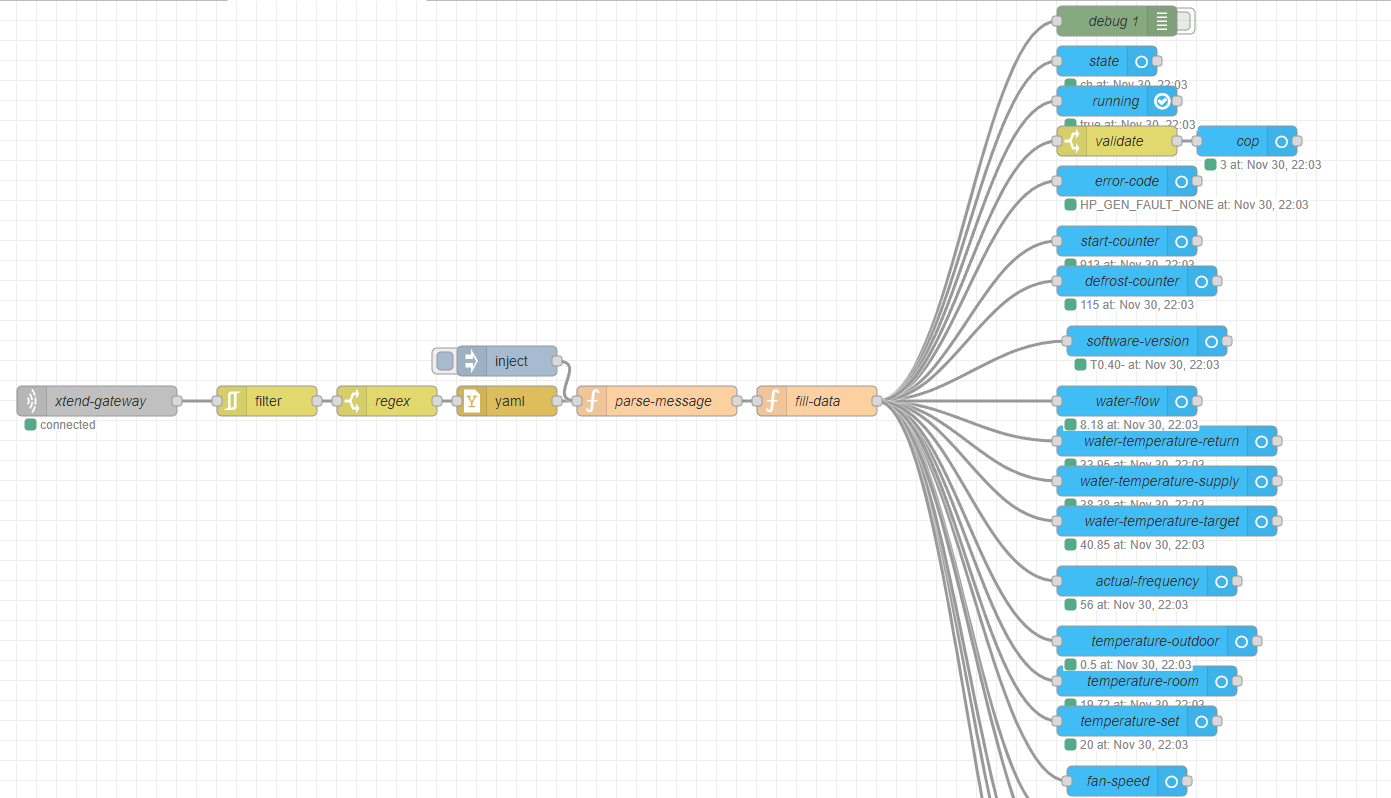 debug 1
state
ch at: Nov 30, 22:03
running
true at: Nov 30, 22:03
validate
cop
3 at: Nov 30, 22:03
error-code
HP_GEN_FAULT_NONE at: Nov 30, 22:03
start-counter
913 at: Nov 30, 22:03
defrost-counter
115 at: Nov 30, 22:03
software-version
T0.40- at: Nov 30, 22:03
inject
xtend-gateway
filter
regex
yaml
parse-message
fill-data
connected
water-flow
8.18 at: Nov 30, 22:03
water-temperature-return
33.95 at: Nov 30, 22:03
water-temperature-supply
38.38 at: Nov 30, 22:03
water-temperature-target
40.85 at: Nov 30, 22:03
actual-frequency
56 at: Nov 30, 22:03
temperature-outdoor
0.5 at: Nov 30, 22:03
temperature-room
19.72 at: Nov 30, 22:03
temperature-set
20 at: Nov 30, 22:03
fan-speed